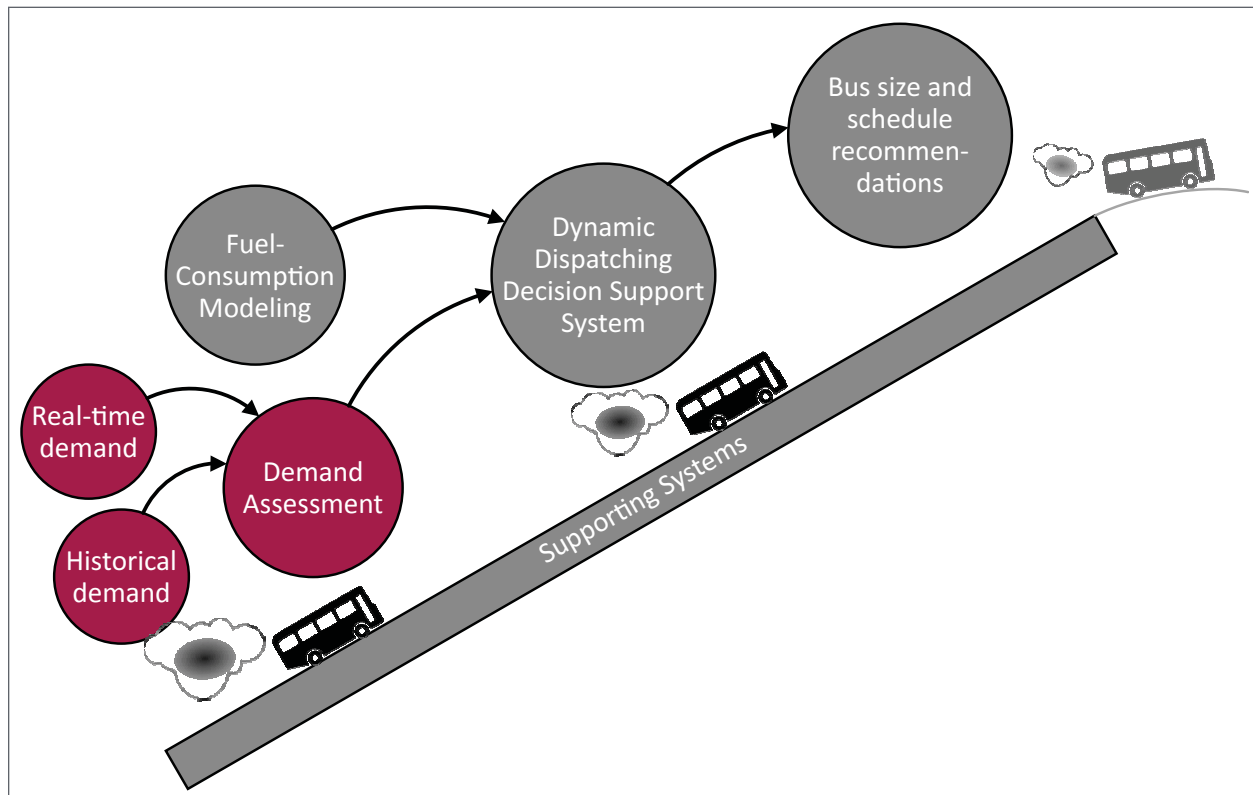 Bus size and
schedule
recommen-
dations
Fuel-
Consumption
Modeling
Dynamic
Dispatching
Decision Support
System
Real-time
demand
Demand
Assessment
Historical
demand
Supporting Systems